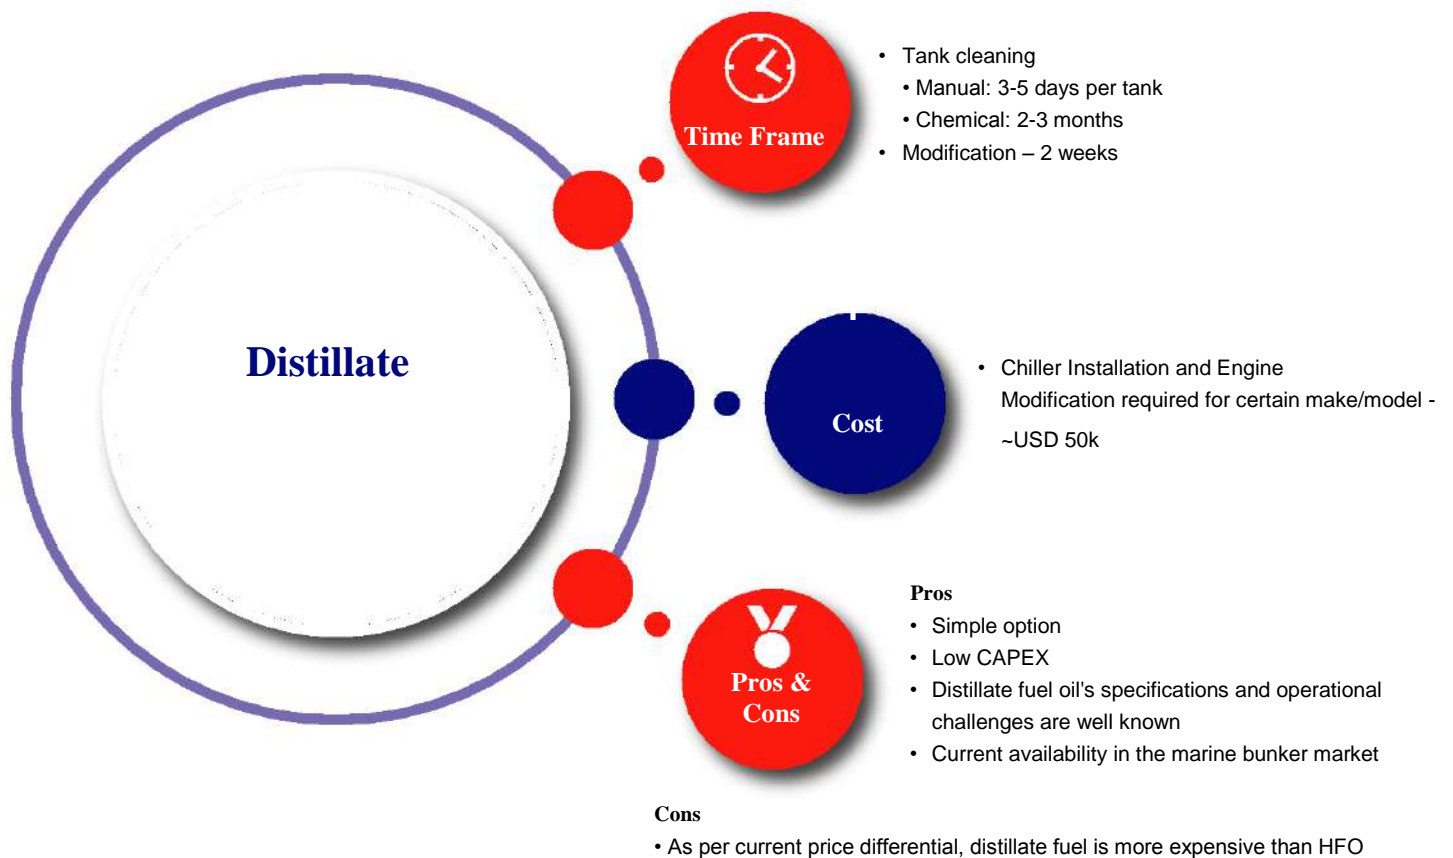 Distillate
Time Frame
• Tank cleaning
• Manual: 3-5 days per tank
• Chemical: 2-3 months
• Modification – 2 weeks
Cost
• Chiller Installation and Engine
Modification required for certain make/model -
~USD 50k
Pros &
Cons
Pros
• Simple option
• Low CAPEX
• Distillate fuel oil's specifications and operational
challenges are well known
• Current availability in the marine bunker market
Cons
• As per current price differential, distillate fuel is more expensive than HFO